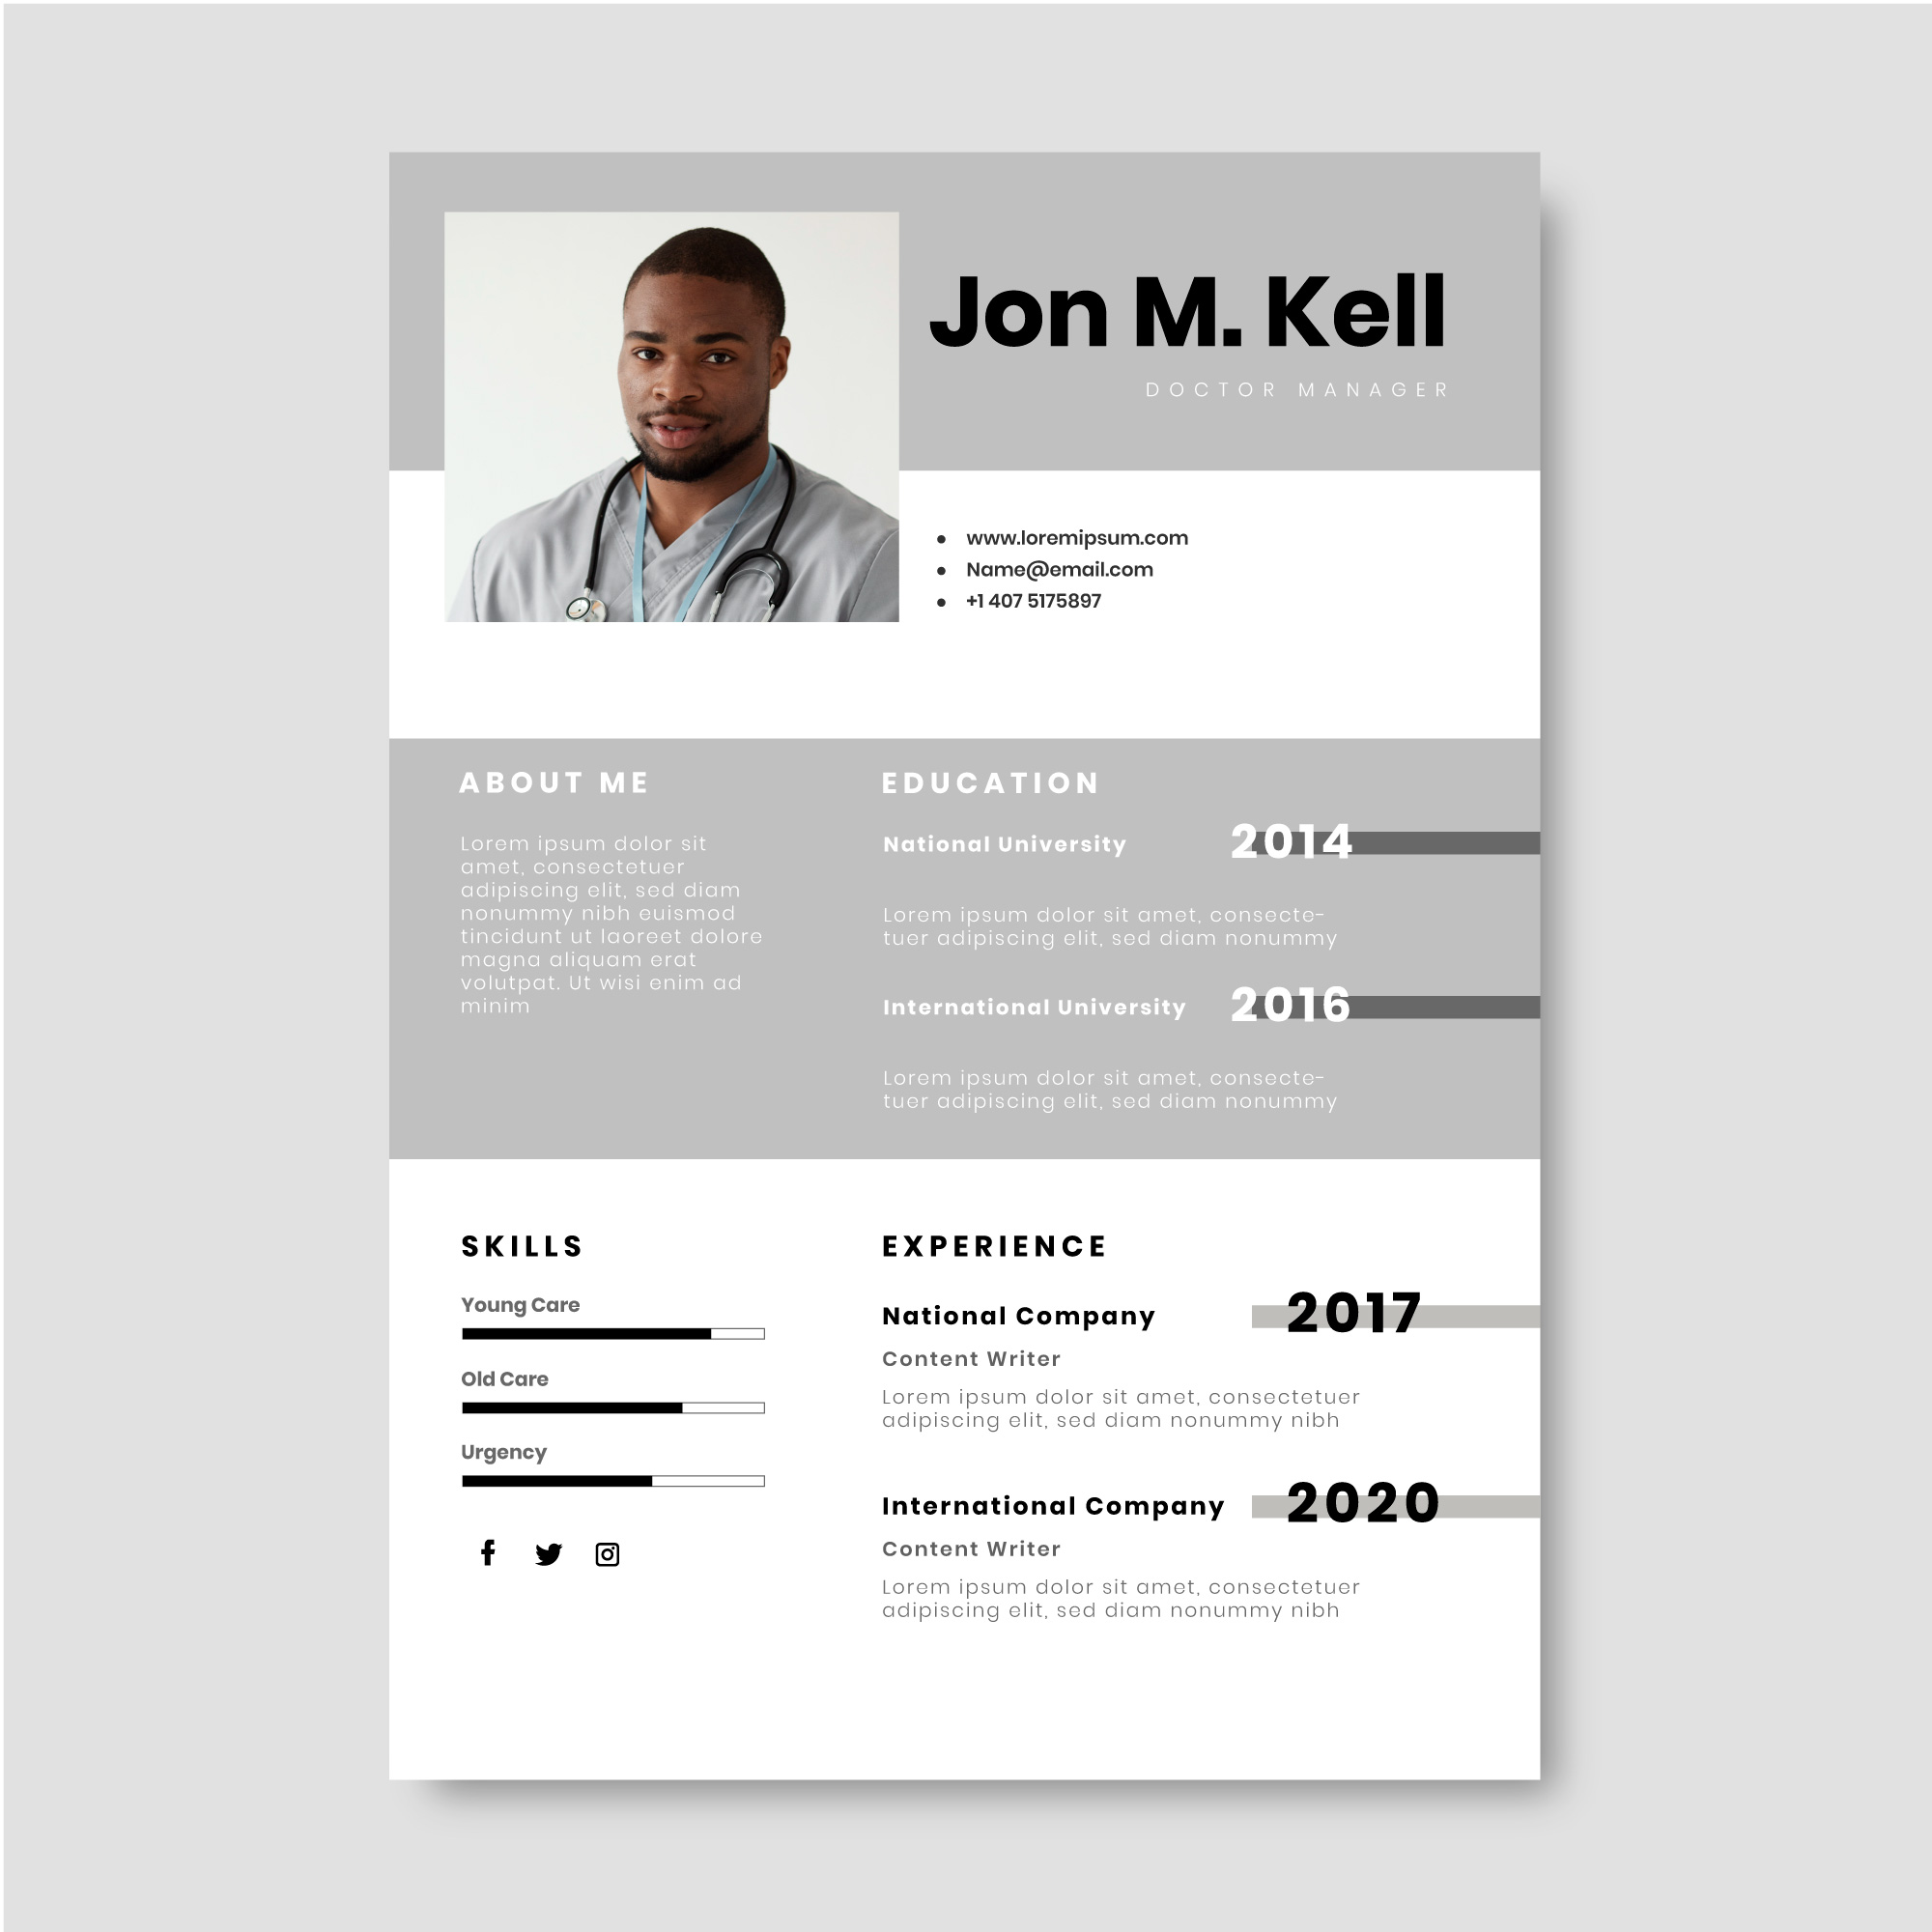 Jon M. Kell
DOCTOR MANAGER
www.loremipsum.com
Name@email.com
+1 407 5175897
ABOUT ME
Lorem ipsum dolor sit
amet, consectetuer
adipiscing elit, sed diam
nonummy nibh euismod
tincidunt ut laoreet dolore
magna aliquam erat
volutpat. Ut wisi enim ad
minim
EDUCATION
National University 2014
Lorem ipsum dolor sit amet, consecte-
tuer adipiscing elit, sed diam nonummy
International University 2016
Lorem ipsum dolor sit amet, consecte-
tuer adipiscing elit, sed diam nonummy
SKILLS
Young Care
Old Care
Urgency
EXPERIENCE
National Company 2017
Content Writer
Lorem ipsum dolor sit amet, consectetuer
adipiscing elit, sed diam nonummy nibh
International Company 2020
Content Writer
Lorem ipsum dolor sit amet, consectetuer
adipiscing elit, sed diam nonummy nibh